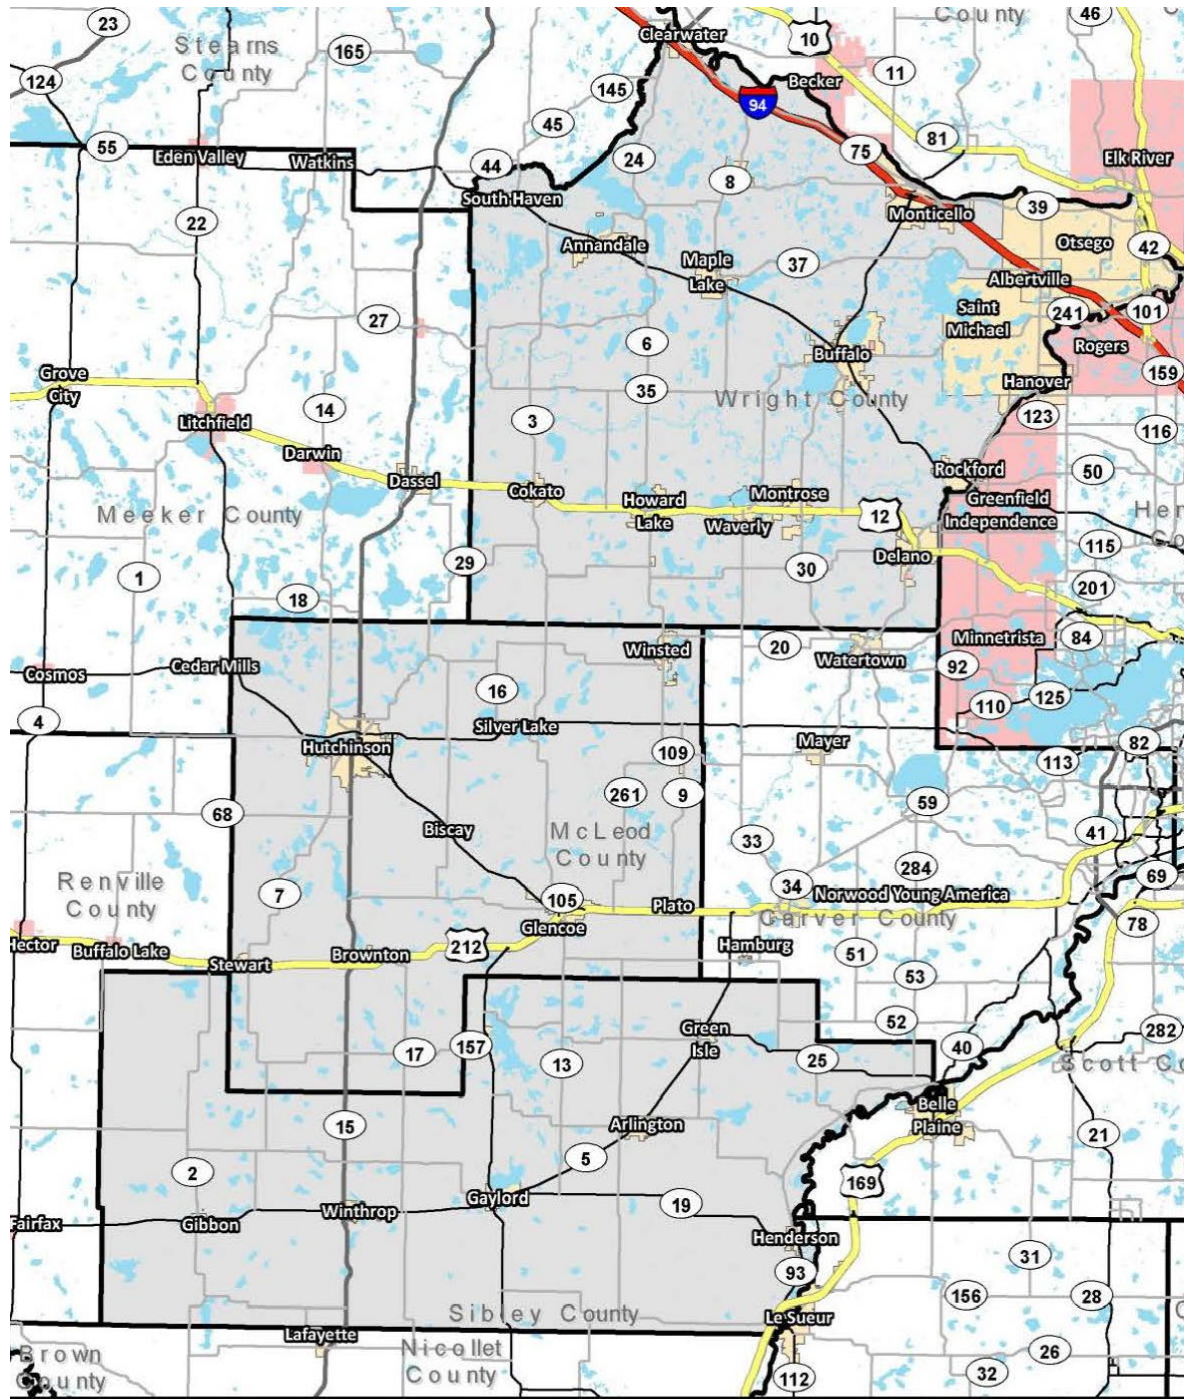 23
Stearns
County
165
Clearwater
10
County
46
124
145
94
Becker
11
55
Eden Valley
Watkins
45
44
24
8
75
81
Elk River
South Haven
22
Annandale
Maple
Lake
37
Monticello
39
Otsego
42
Albertville
27
6
Saint
Michael
241
101
Rogers
Buffalo
159
Grove
City
35
Wright County
Hanover
123
Litchfield
14
3
116
Darwin
Rockford
50
Dassel
Cokato
Howard
Lake
Montrose
Waverly
12
Greenfield
Independence
Meeker County
Delano
115
1
29
30
201
18
Winsted
20
Watertown
Minnetrista
84
92
Cosmos
Cedar Mills
16
125
110
4
Silver Lake
Hutchinson
109
Mayer
82
113
68
261
9
59
Biscay
McLeod
County
33
41
284
Renville
County
7
105
34
Norwood Young America
69
Plato
Carver County
Glencoe
78
Hector
Buffalo Lake
Stewart
Brownton
212
Hamburg
51
53
52
Green
Isle
282
17
157
13
25
40
Scott Co
Belle
Plaine
15
Arlington
21
2
5
169
Gaylord
19
Fairfax
Gibbon
Winthrop
Henderson
31
93
156
28
Sibley County
Le Sueur
Lafayette
Brown
County
Nicollet
County
26
32
112